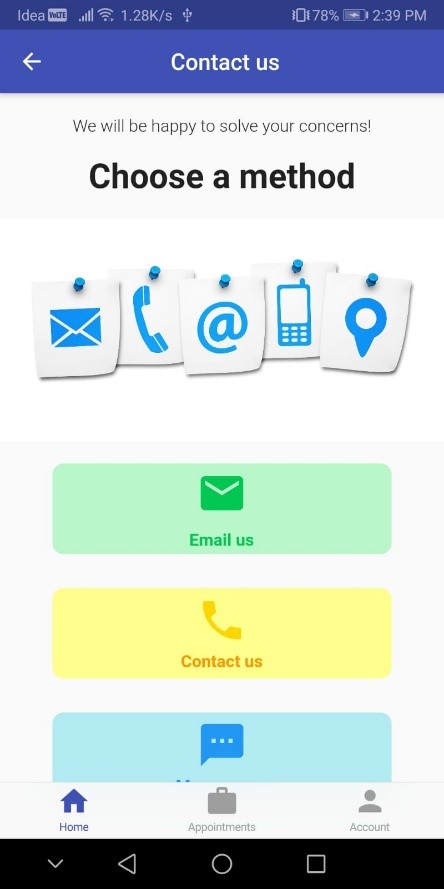 Idea VoLTE 1.28K/s 78% 2:39 PM
Contact us
We will be happy to solve your concerns!
Choose a method
@
Email us
Contact us
Home Appointments Account